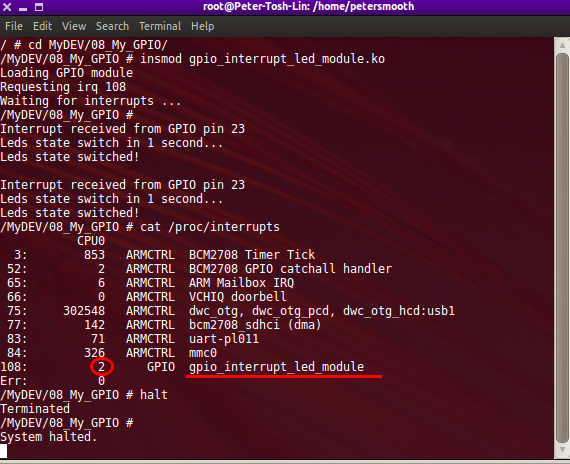 root@Peter-Tosh-Lin: /home/petersmooth
File Edit View Search Terminal Help
/ # cd MyDEV/08_My_GPIO/
/MyDEV/08_My_GPIO # insmod gpio_interrupt_led_module.ko
Loading GPIO module
Requesting irq 108
Waiting for interrupts ...
/MyDEV/08_My_GPIO #
Interrupt received from GPIO pin 23
Leds state switch in 1 second...
Leds state switched!
Interrupt received from GPIO pin 23
Leds state switch in 1 second...
Leds state switched!
/MyDEV/08_My_GPIO # cat /proc/interrupts
CPU0
3: 853 ARMCTRL BCM2708 Timer Tick
52: 2 ARMCTRL BCM2708 GPIO catchall handler
65: 6 ARMCTRL ARM Mailbox IRQ
66: 0 ARMCTRL VCHIQ doorbell
75: 302548 ARMCTRL dwc_otg, dwc_otg_pcd, dwc_otg_hcd:usb1
77: 142 ARMCTRL bcm2708_sdhci (dma)
83: 71 ARMCTRL uart-pl011
84: 326 ARMCTRL mmc0
108: 2 GPIO gpio_interrupt_led_module
Err: 0
/MyDEV/08_My_GPIO # halt
Terminated
/MyDEV/08_My_GPIO #
System halted.